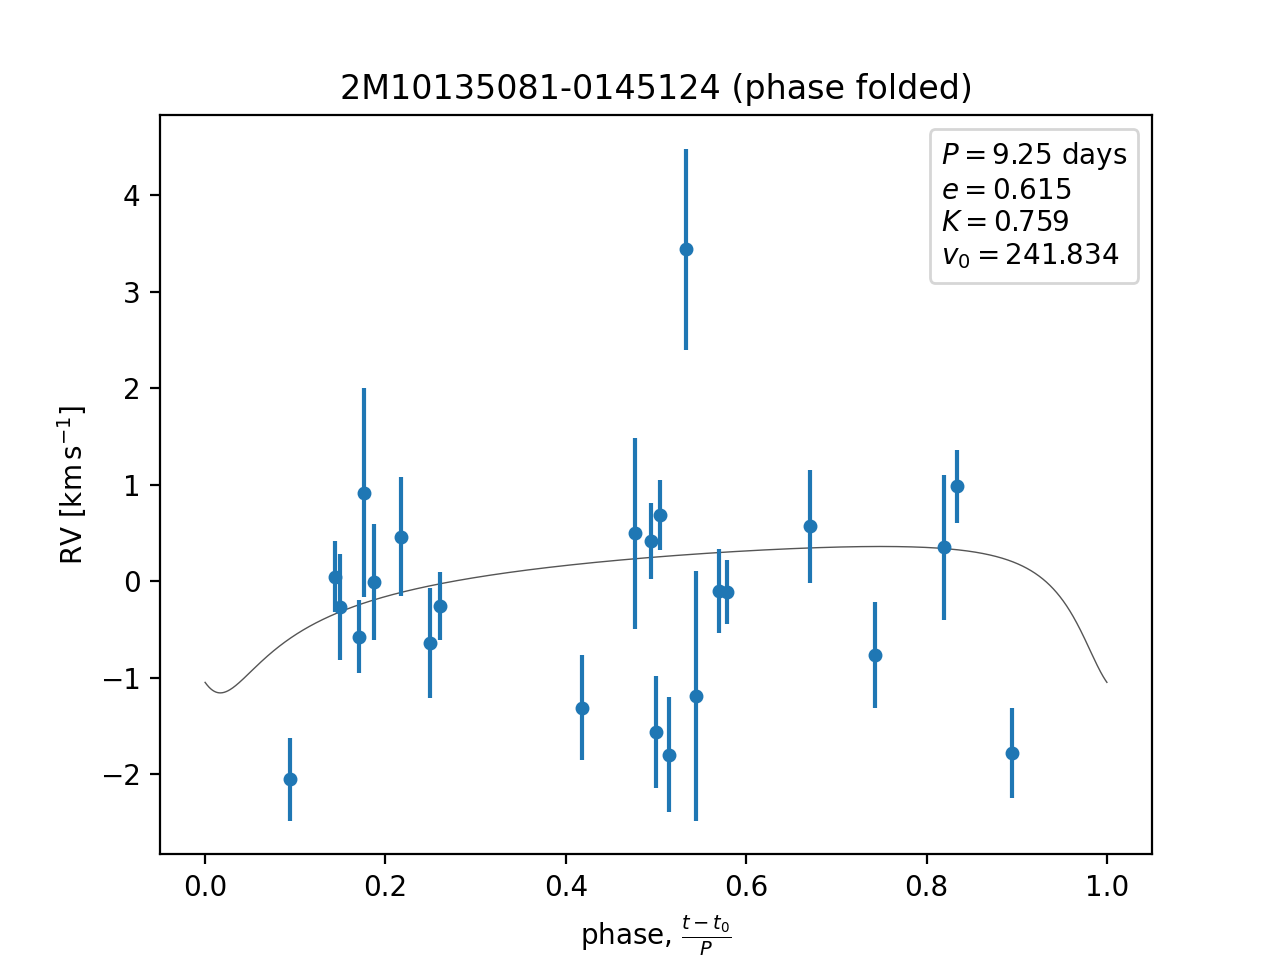 2M10135081-0145124 (phase folded)
P = 9.25 days
e = 0.615
K = 0.759
v₀ = 241.834
4
3
2
1
0
−1
−2
RV [km s⁻¹]
0.0 0.2 0.4 0.6 0.8 1.0
phase, (t − t₀)/P